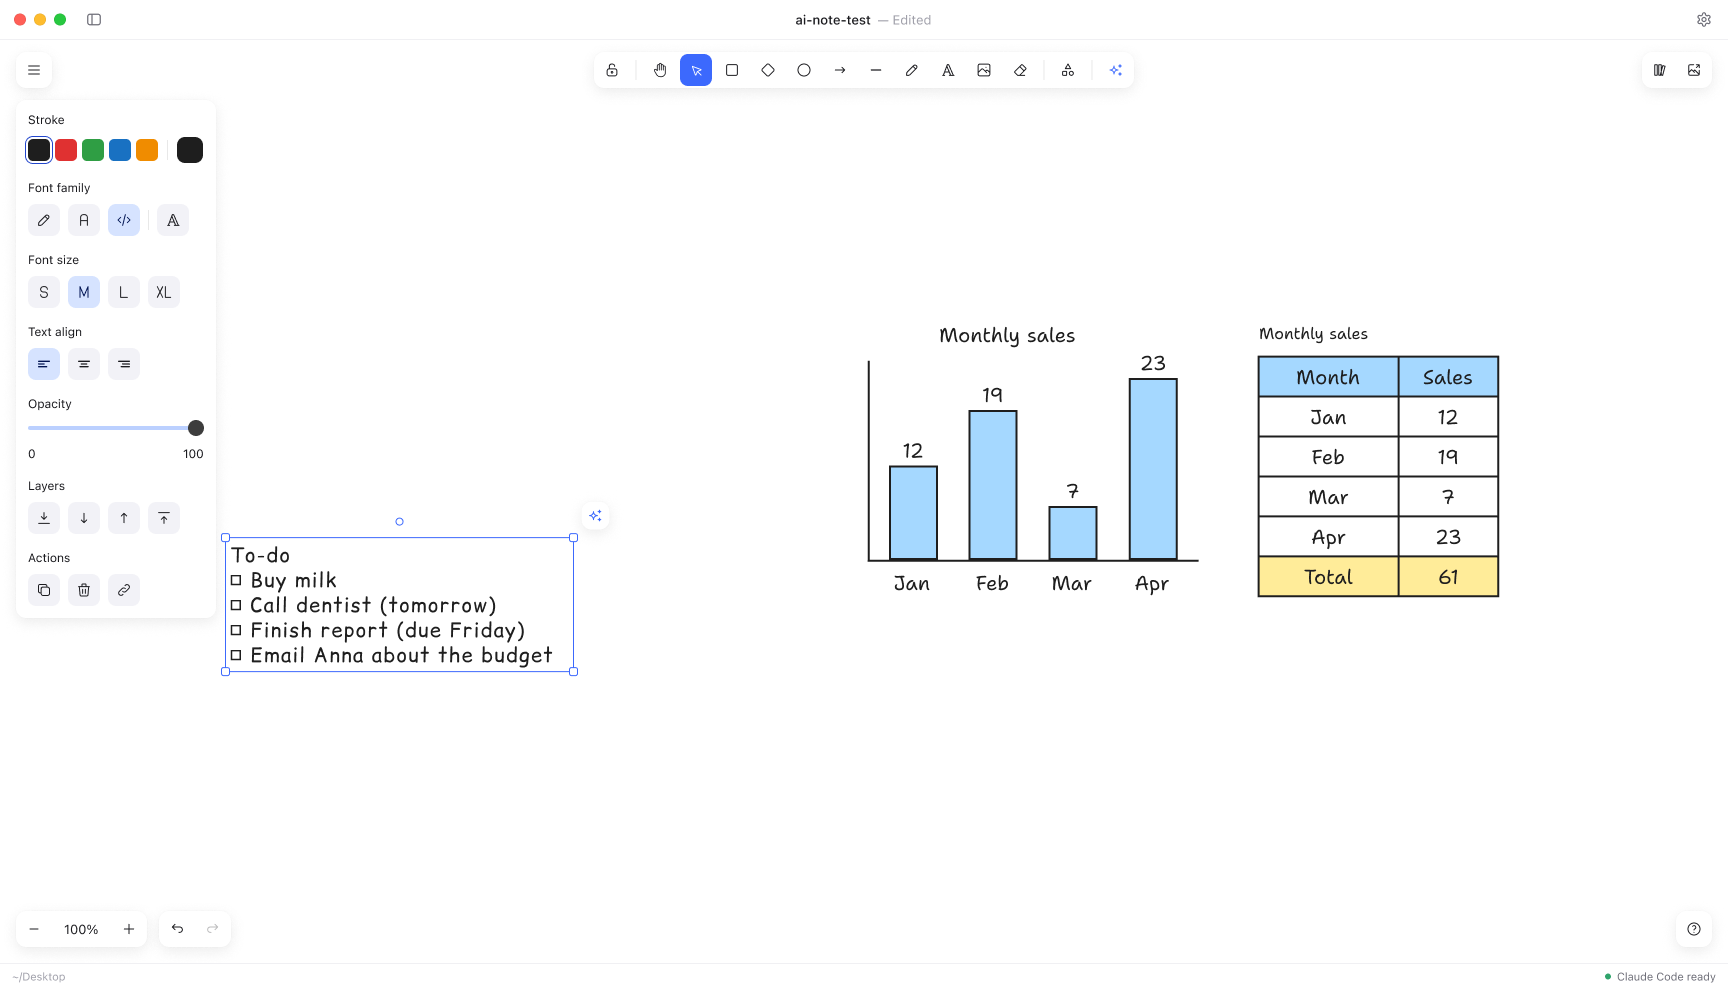 ai-note-test — Edited
Stroke
Font family
Font size
S M L XL
Text align
Opacity
0 100
Layers
Actions
To-do
☐ Buy milk
☐ Call dentist (tomorrow)
☐ Finish report (due Friday)
☐ Email Anna about the budget
Monthly sales
23
19
12
7
Jan Feb Mar Apr
Monthly sales
Month Sales
Jan 12
Feb 19
Mar 7
Apr 23
Total 61
100%
~/Desktop
Claude Code ready